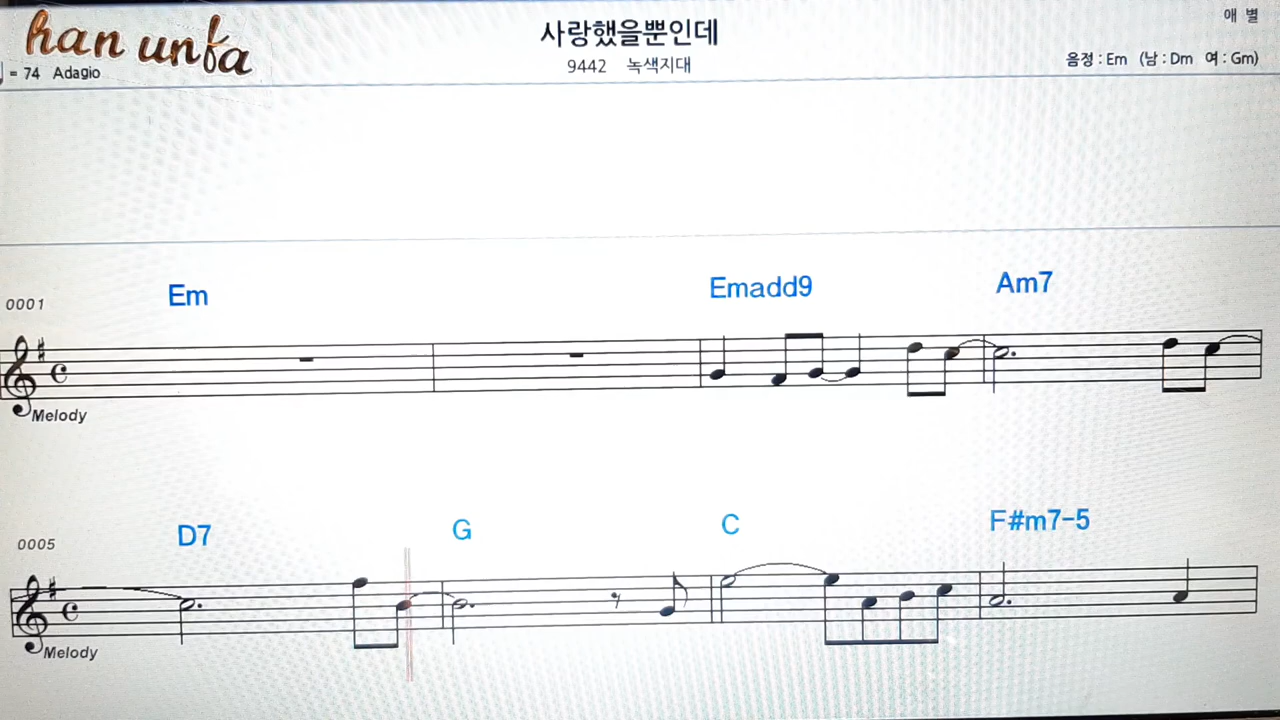 han unfa
사랑했을뿐인데
애 별
= 74 Adagio
9442 녹색지대
음정 : Em (남 : Dm 여 : Gm)
Em Emadd9 Am7
0001
Melody
D7 G C F#m7-5
0005
Melody